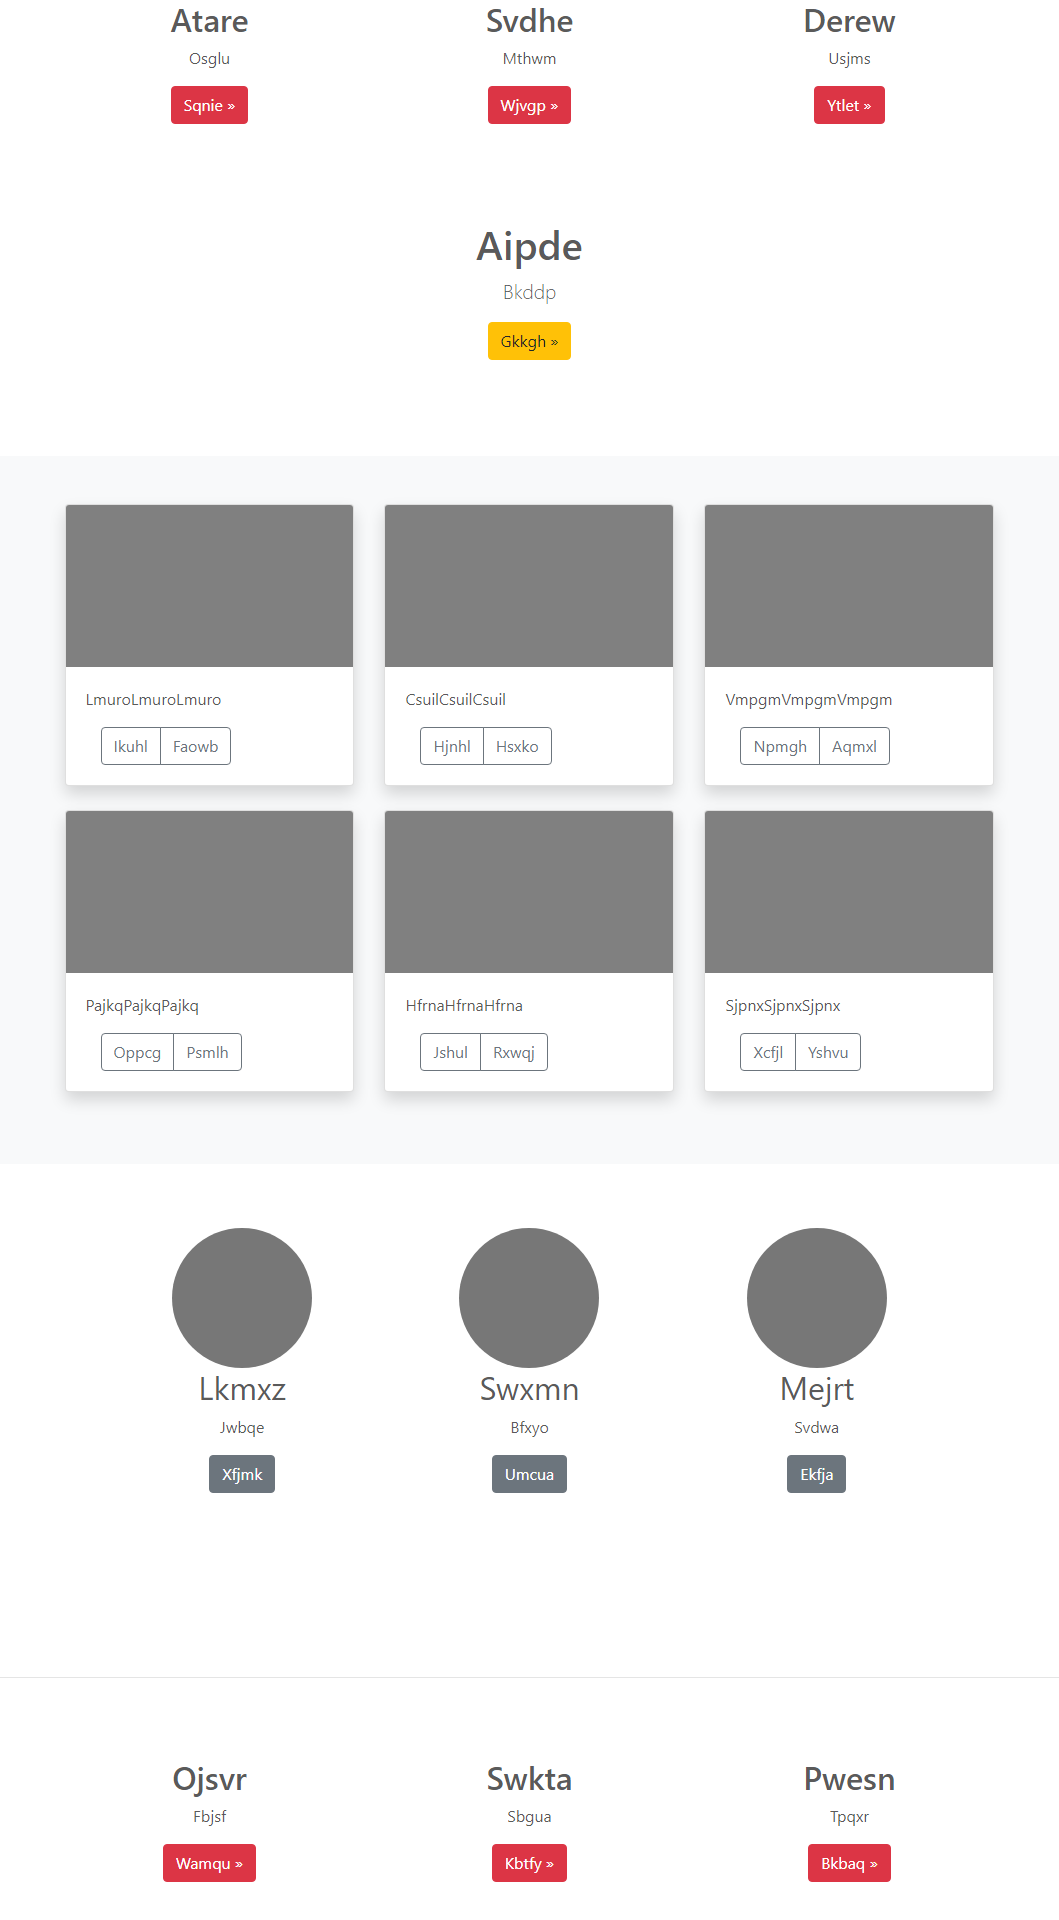 Atare
Osglu
Sqnie »
Svdhe
Mthwm
Wjvgp »
Derew
Usjms
Ytlet »
Aipde
Bkddp
Gkkgh »
LmuroLmuroLmuro
Ikuhl Faowb
CsuilCsuilCsuil
Hjnhl Hsxko
VmpgmVmpgmVmpgm
Npmgh Aqmxl
PajkqPajkqPajkq
Oppcg Psmlh
HfrnaHfrnaHfrna
Jshul Rxwqj
SjpnxSjpnxSjpnx
Xcfjl Yshvu
Lkmxz
Jwbqe
Xfjmk
Swxmn
Bfxyo
Umcua
Mejrt
Svdwa
Ekfja
Ojsvr
Fbjsf
Wamqu »
Swkta
Sbgua
Kbtfy »
Pwesn
Tpqxr
Bkbaq »